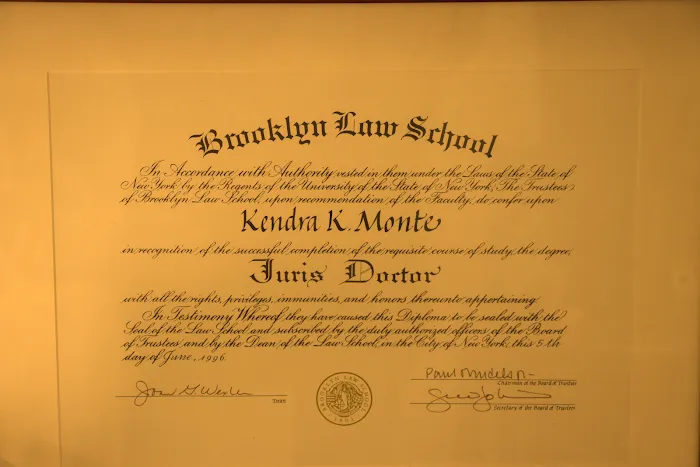 Brooklyn Law School
In Accordance with Authority vested in them under the Laws of the State of
New York by the Regents of the University of the State of New York, The Trustees
of Brooklyn Law School, upon recommendation of the Faculty, do confer upon
Kendra K. Monte
in recognition of the successful completion of the requisite course of study, the degree,
Juris Doctor
with all the rights, privileges, immunities, and honors thereunto appertaining.
In Testimony Whereof they have caused this Diploma to be sealed with the
Seal of the Law School and subscribed by the duly authorized officers of the Board
of Trustees and by the Dean of the Law School, in the City of New York, this 5th
day of June, 1996.
Joan G. Wexler
Dean
BROOKLYN LAW SCHOOL
1901
Chairman of the Board of Trustees
Secretary of the Board of Trustees